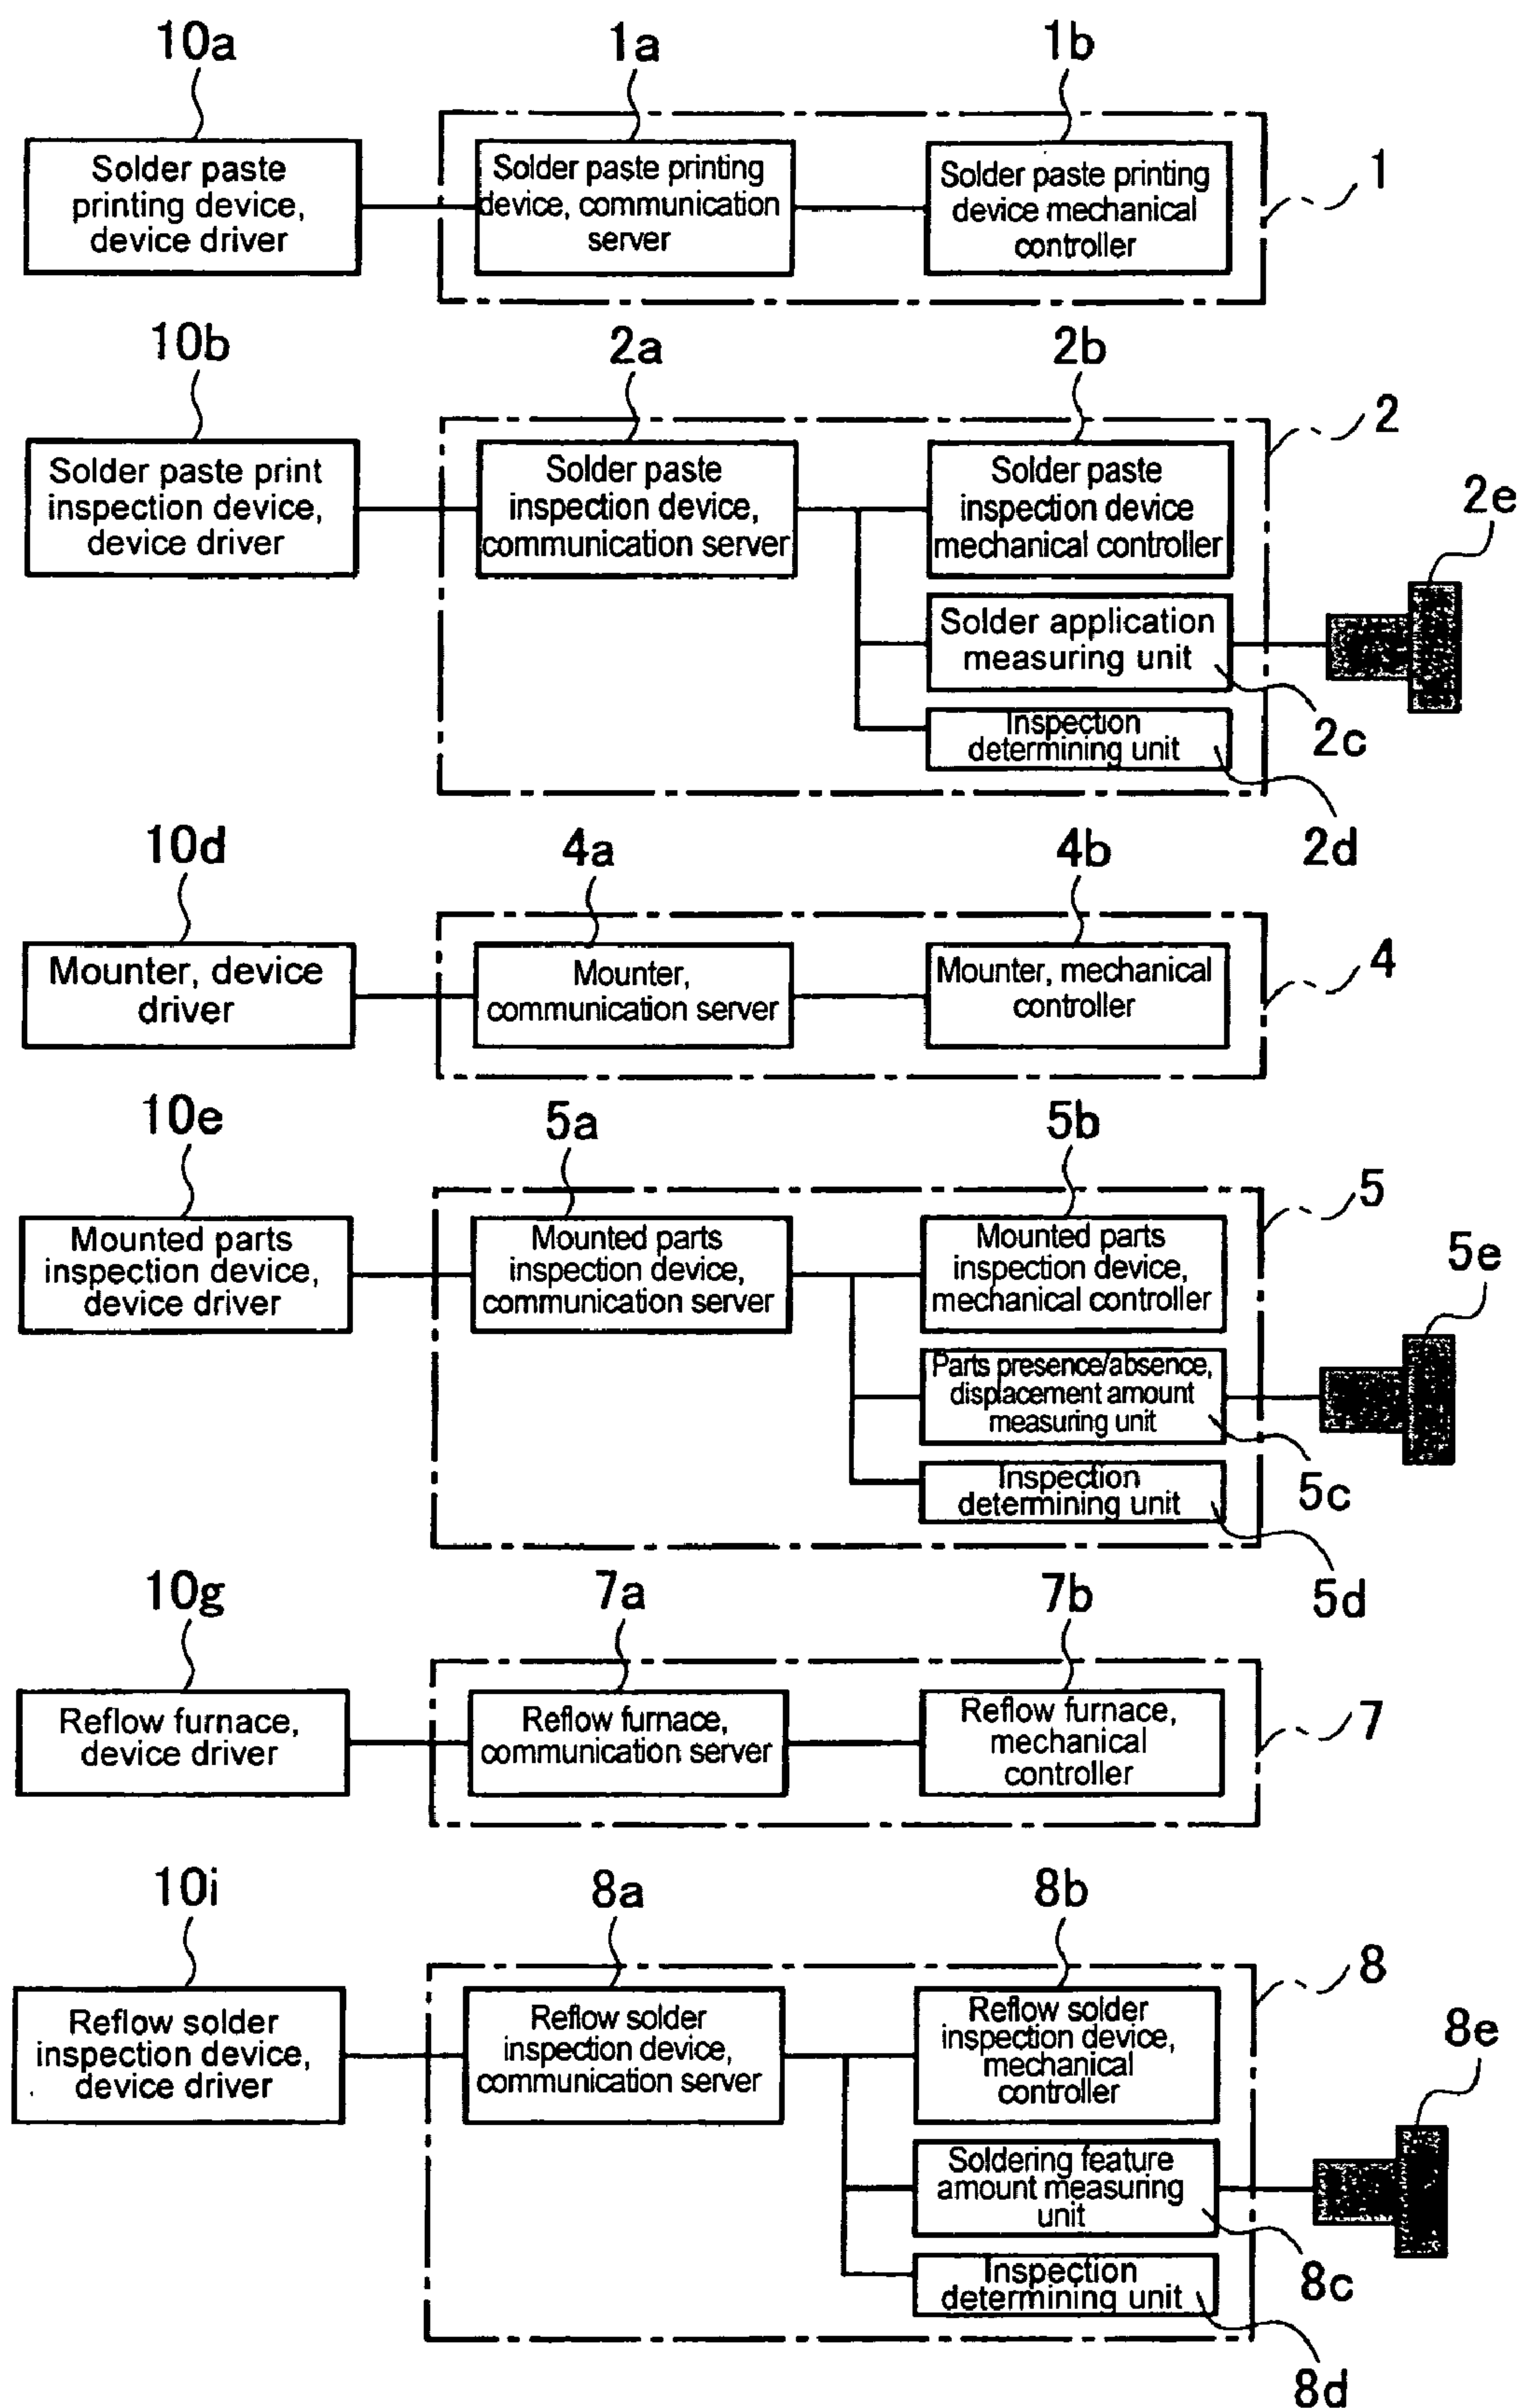 10a
1a
1b
Solder paste
printing device,
device driver
Solder paste printing
device, communication
server
Solder paste printing
device mechanical
controller
1
10b
2a
2b
2
Solder paste print
inspection device,
device driver
Solder paste
inspection device,
communication server
Solder paste
inspection device
mechanical controller
2e
Solder application
measuring unit
2c
Inspection
determining unit
2d
10d
4a
4b
Mounter, device
driver
Mounter,
communication server
Mounter, mechanical
controller
4
10e
5a
5b
5
Mounted parts
inspection device,
device driver
Mounted parts
inspection device,
communication server
Mounted parts
inspection device,
mechanical controller
5e
Parts presence/absence,
displacement amount
measuring unit
5c
Inspection
determining unit
5d
10g
7a
7b
Reflow furnace,
device driver
Reflow furnace,
communication server
Reflow furnace,
mechanical
controller
7
10i
8a
8b
8
Reflow solder
inspection device,
device driver
Reflow solder
inspection device,
communication server
Reflow solder
inspection device,
mechanical
controller
8e
Soldering feature
amount measuring
unit
8c
Inspection
determining unit
8d